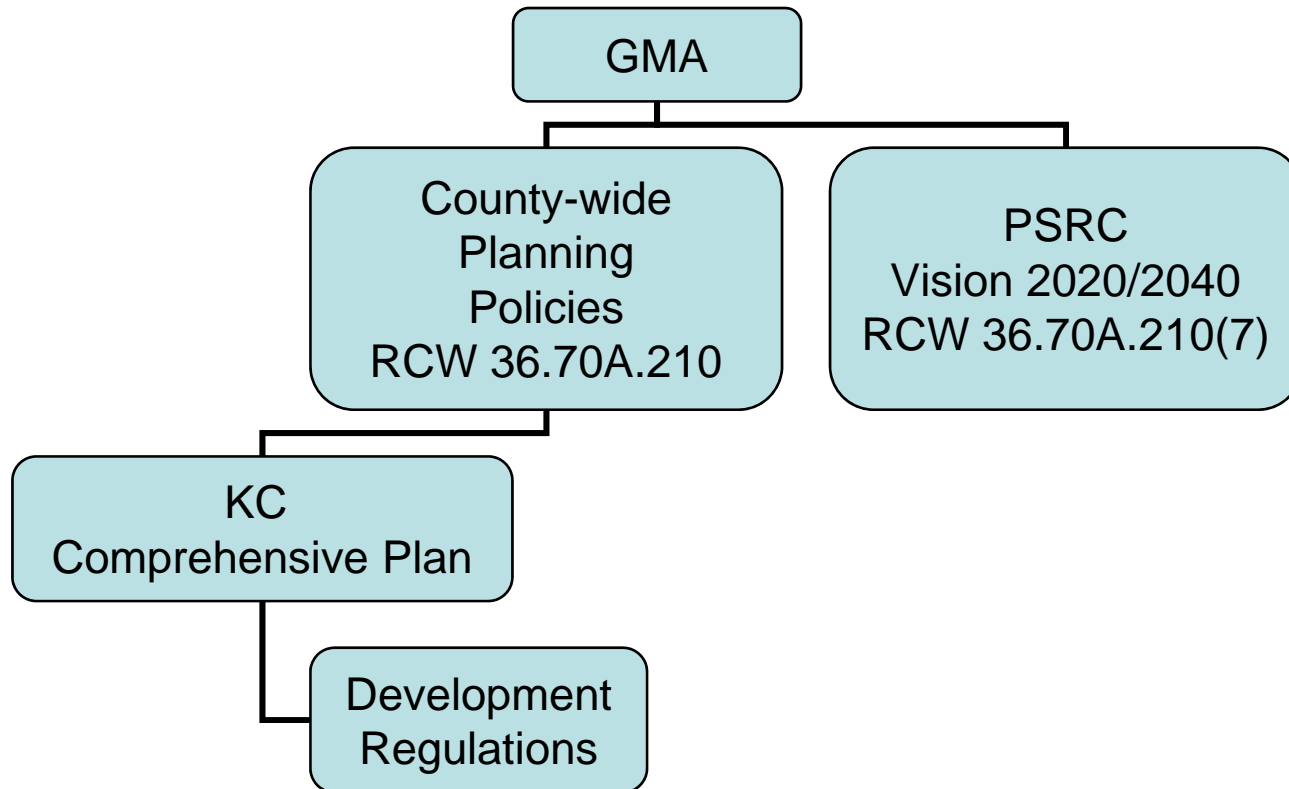 GMA
County-wide
Planning
Policies
RCW 36.70A.210
PSRC
Vision 2020/2040
RCW 36.70A.210(7)
KC
Comprehensive Plan
Development
Regulations